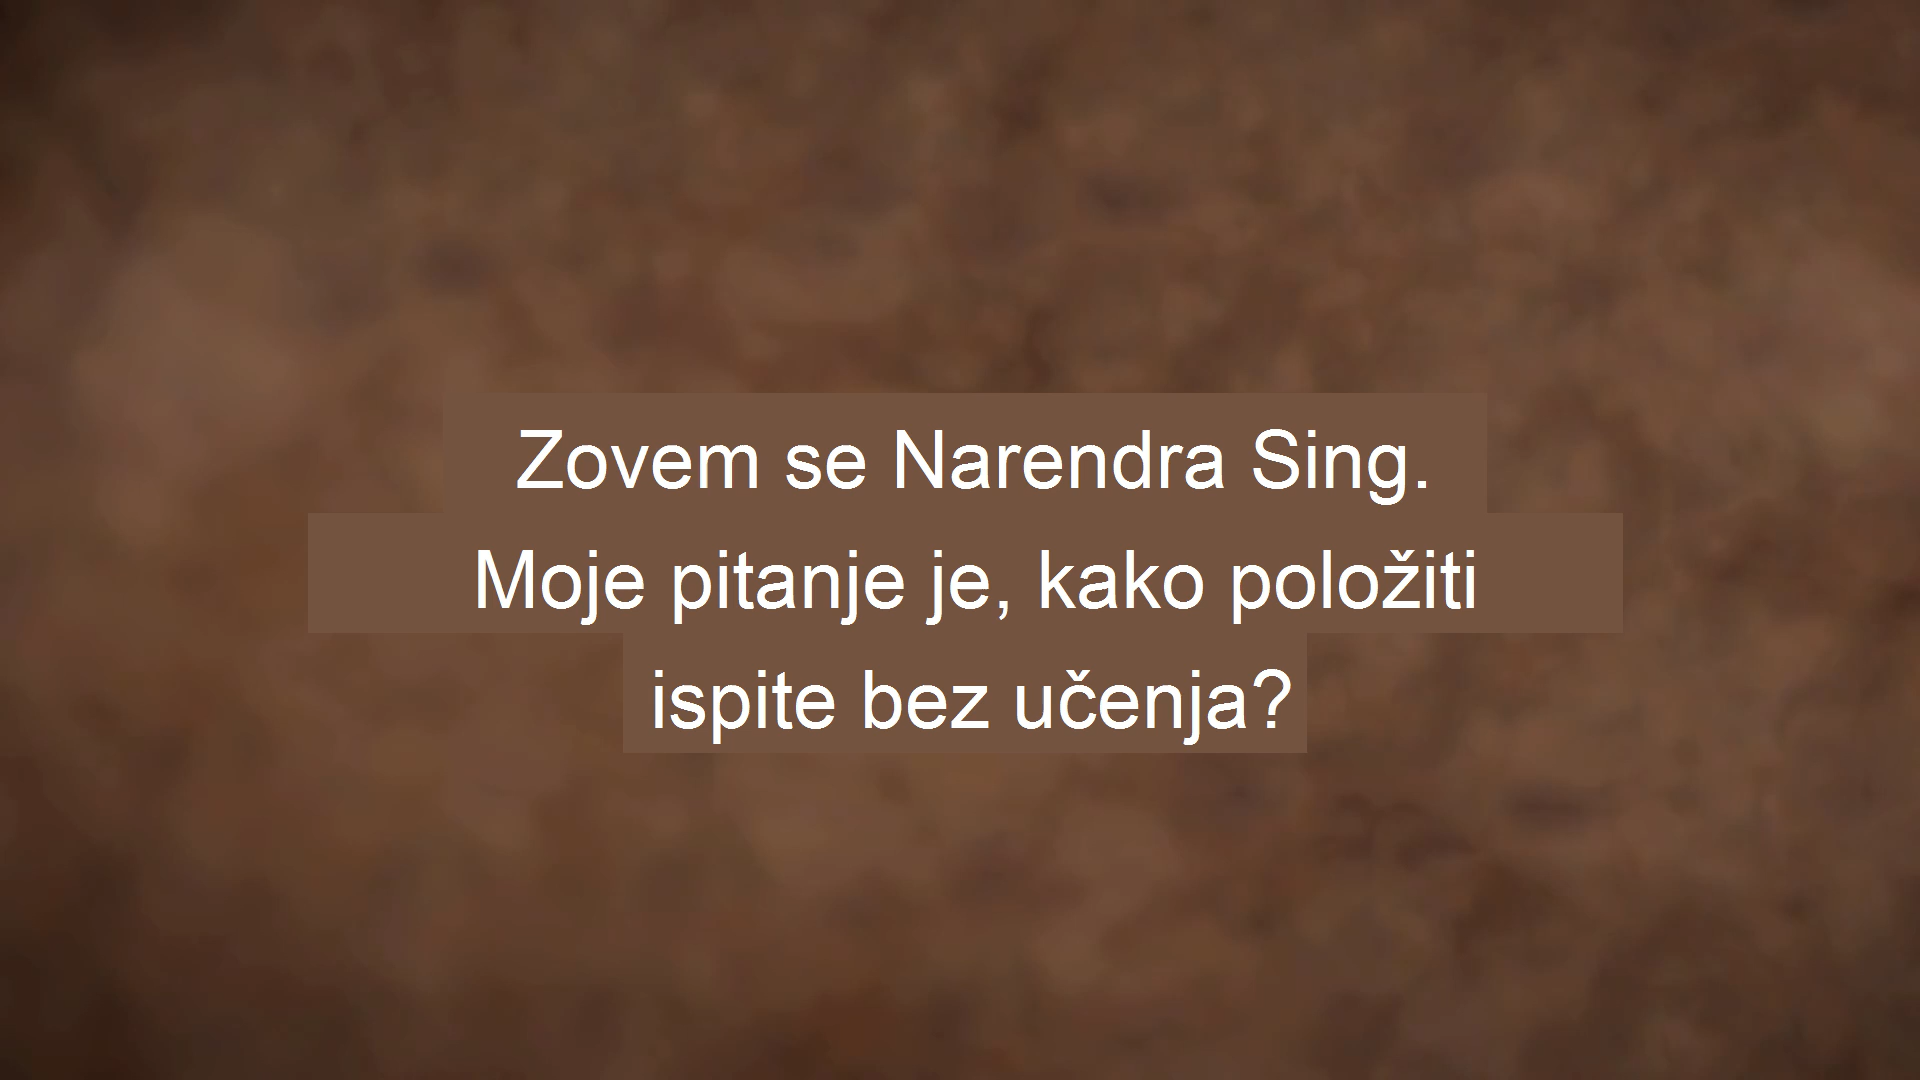 Zovem se Narendra Sing.
Moje pitanje je, kako položiti
ispite bez učenja?